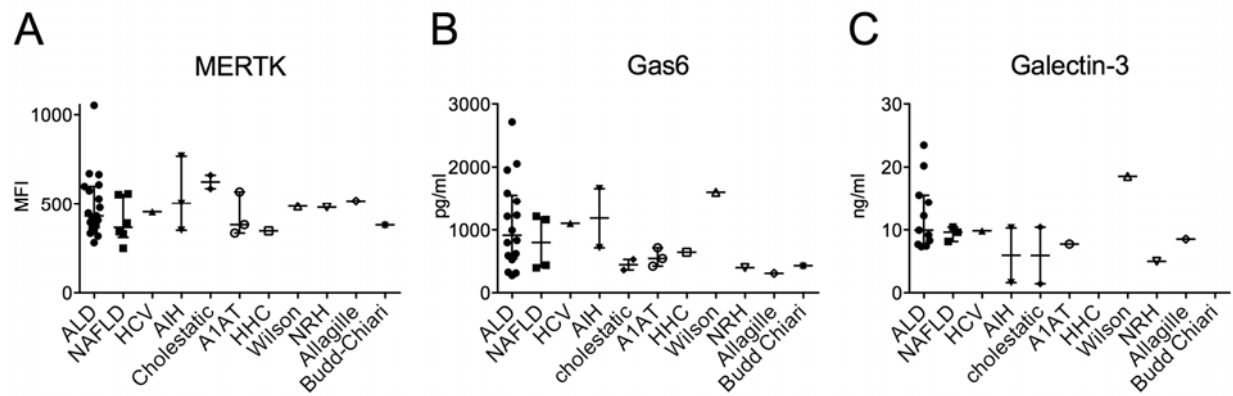 A
MERTK
MFI
1000
500
0
ALD
NAFLD
HCV
AIH
Cholestatic
A1AT
HHC
Wilson
NRH
Allagille
Budd-Chiari
B
Gas6
pg/ml
3000
2000
1000
0
ALD
NAFLD
HCV
AIH
cholestatic
A1AT
HHC
Wilson
NRH
Allagille
Budd Chiari
C
Galectin-3
ng/ml
30
20
10
0
ALD
NAFLD
HCV
AIH
cholestatic
A1AT
HHC
Wilson
NRH
Allagille
Budd Chiari